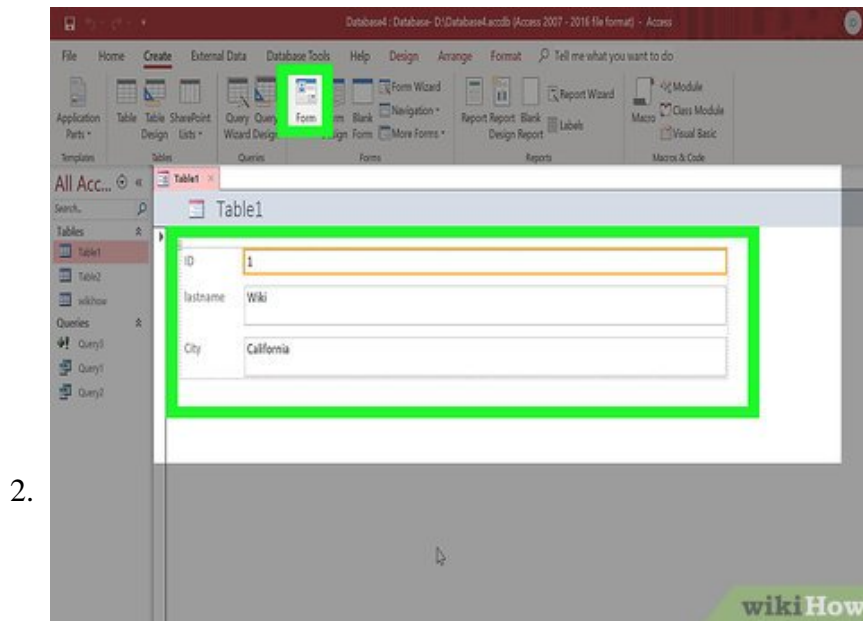 Database4 : Database- D:\Database4.accdb (Access 2007 - 2016 file format) - Access
File Home Create External Data Database Tools Help Design Arrange Format Tell me what you want to do
Application Parts Table Table Design SharePoint Lists Query Wizard Query Design Form Design Blank Form Form Wizard Navigation More Forms Report Report Design Blank Report Report Wizard Labels Macro Module Class Module Visual Basic
Templates Tables Queries Forms Reports Macros & Code
All Acc...
Table1
Search..
Table1
Tables
Table1
Table2
wikihow
Queries
Query3
Query1
Query2
ID 1
lastname Wiki
City California
2.
wikiHow